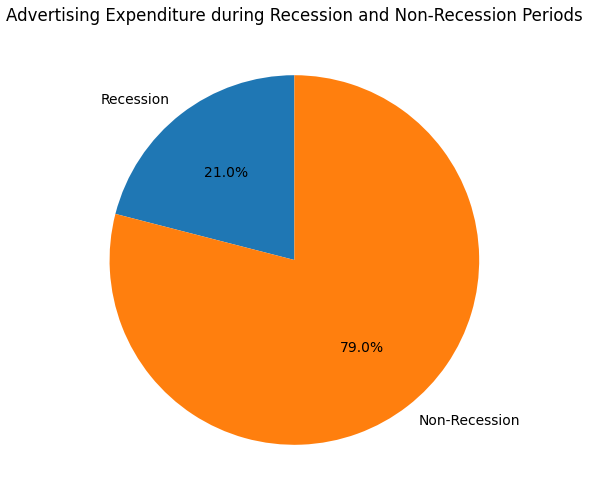 Advertising Expenditure during Recession and Non-Recession Periods
Recession
21.0%
79.0%
Non-Recession